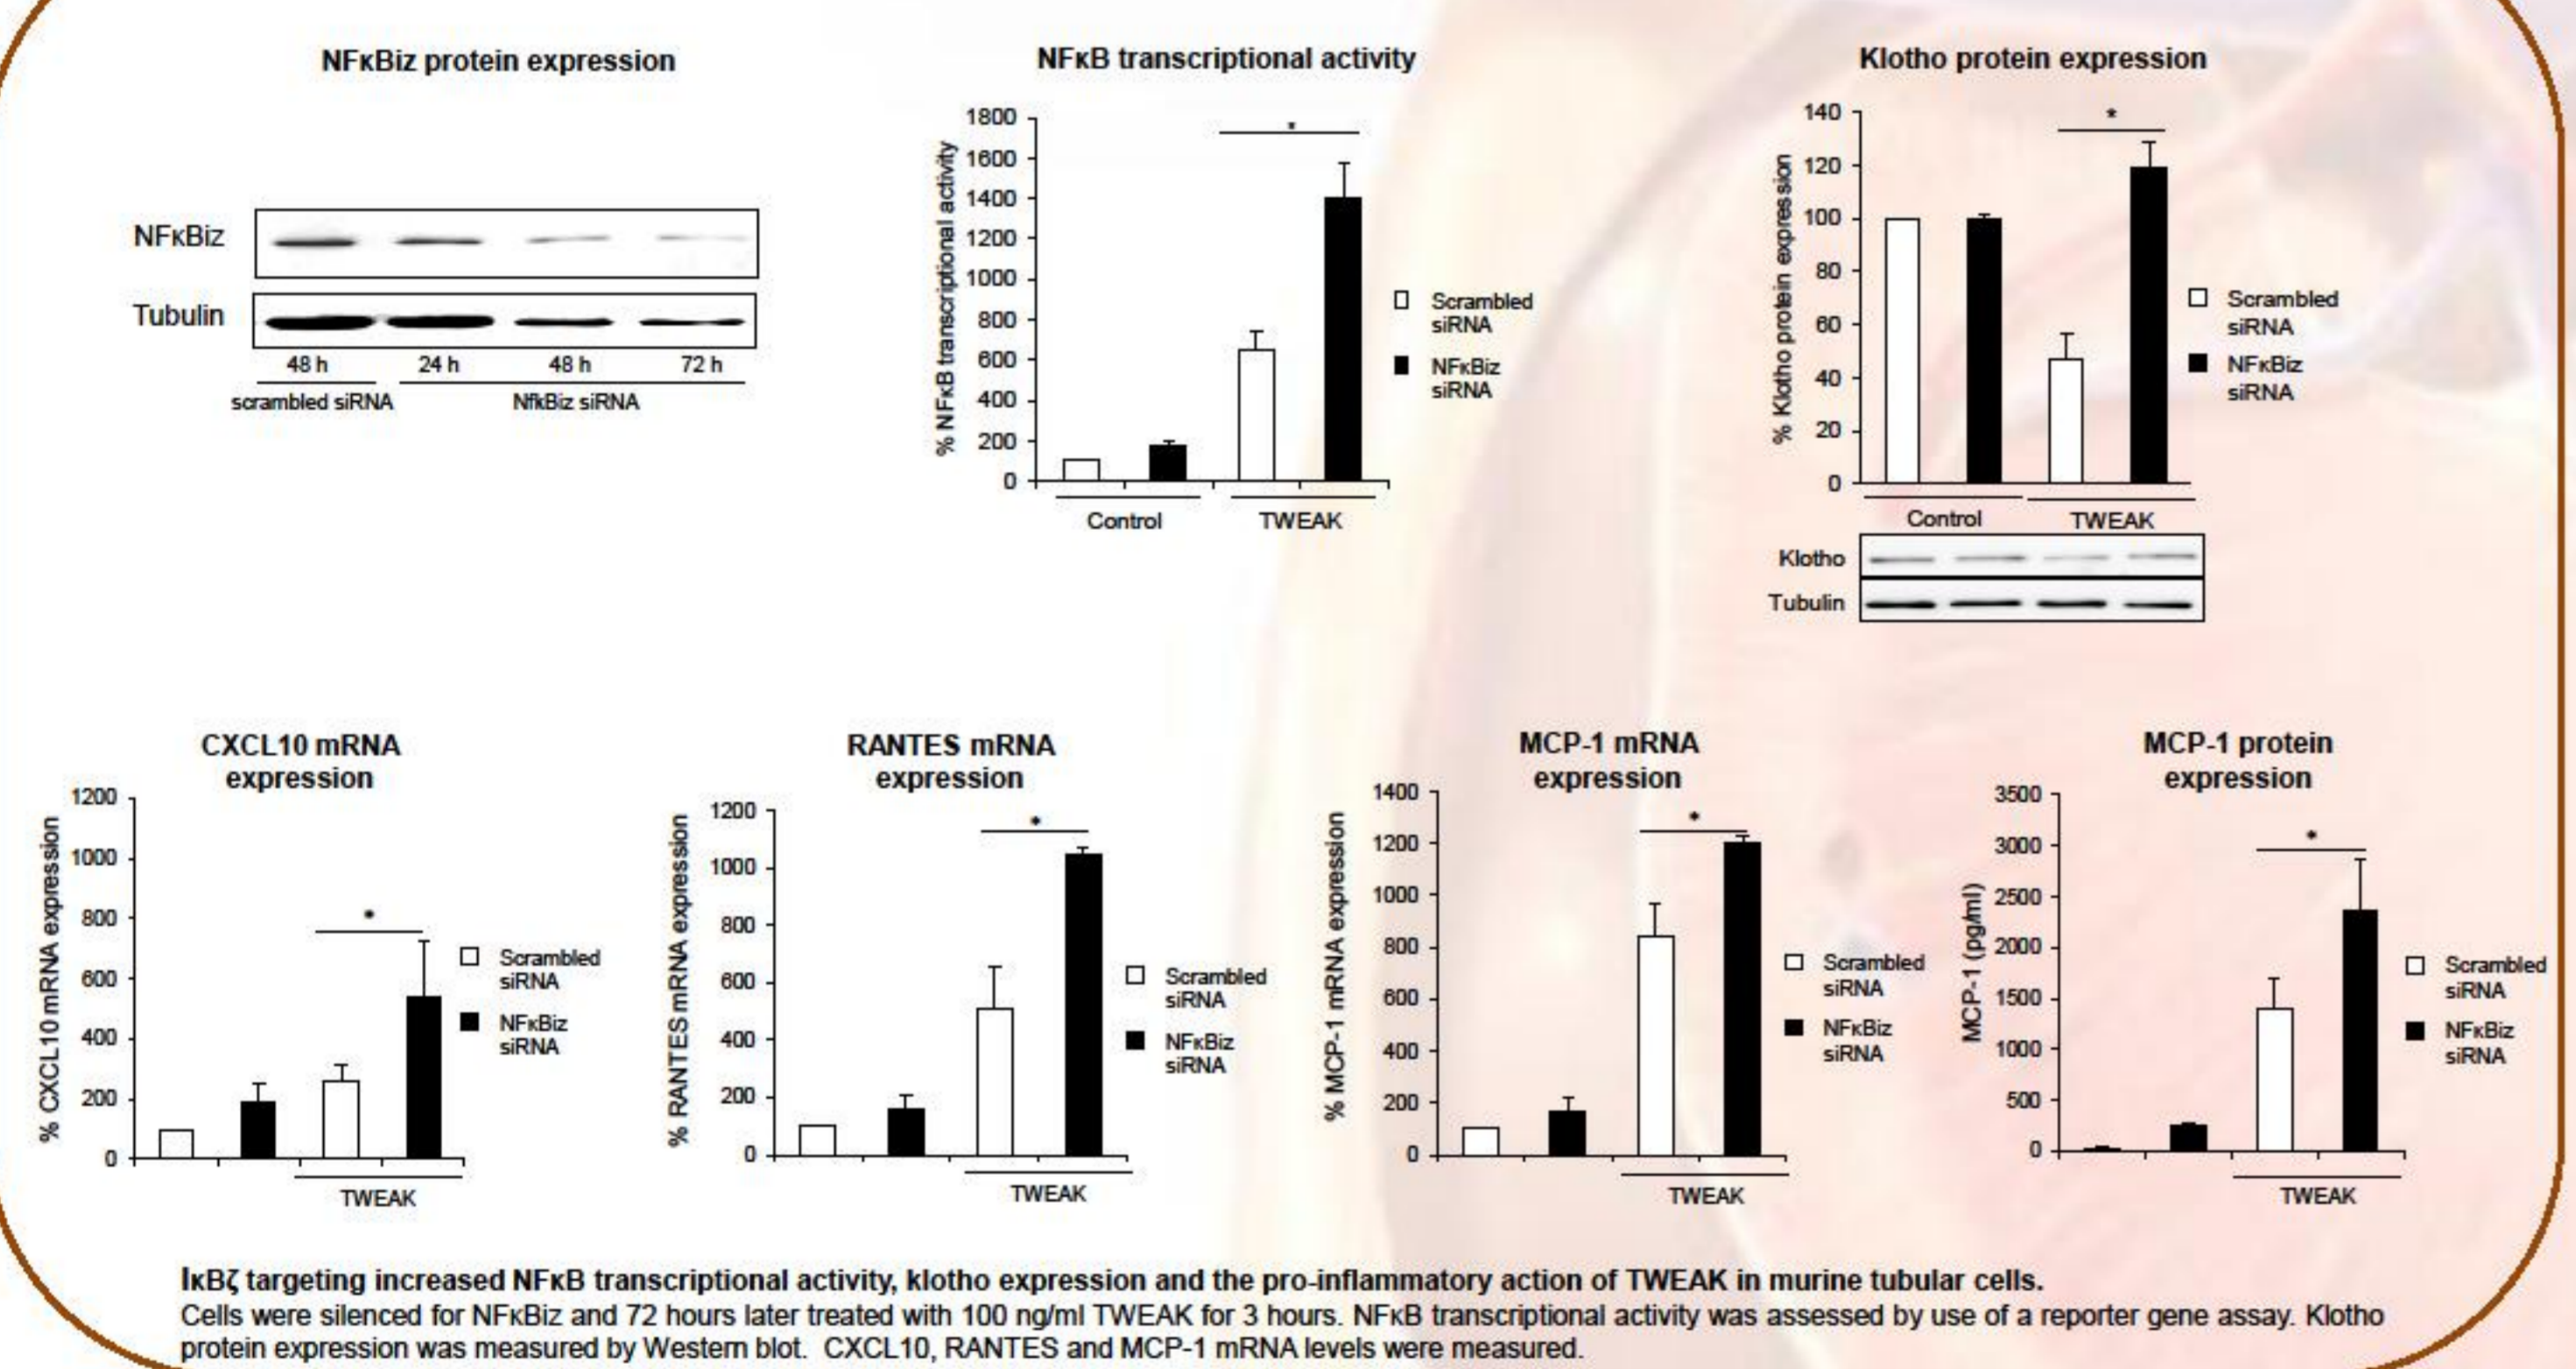 NFκBiz protein expression
NFκBiz
Tubulin
48 h 24 h 48 h 72 h
scrambled siRNA NfkBiz siRNA
NFκB transcriptional activity
% NFκB transcriptional activity
1800
1600
1400
1200
1000
800
600
400
200
0
*
Control TWEAK
Scrambled
siRNA
NFκBiz
siRNA
Klotho protein expression
% Klotho protein expression
140
120
100
80
60
40
20
0
*
Control TWEAK
Klotho
Tubulin
Scrambled
siRNA
NFκBiz
siRNA
CXCL10 mRNA
expression
% CXCL10 mRNA expression
1200
1000
800
600
400
200
0
*
TWEAK
Scrambled
siRNA
NFκBiz
siRNA
RANTES mRNA
expression
% RANTES mRNA expression
1200
1000
800
600
400
200
0
*
TWEAK
Scrambled
siRNA
NFκBiz
siRNA
MCP-1 mRNA
expression
% MCP-1 mRNA expression
1400
1200
1000
800
600
400
200
0
*
TWEAK
Scrambled
siRNA
NFκBiz
siRNA
MCP-1 protein
expression
MCP-1 (pg/ml)
3500
3000
2500
2000
1500
1000
500
0
*
TWEAK
Scrambled
siRNA
NFκBiz
siRNA
IκBζ targeting increased NFκB transcriptional activity, klotho expression and the pro-inflammatory action of TWEAK in murine tubular cells.
Cells were silenced for NFκBiz and 72 hours later treated with 100 ng/ml TWEAK for 3 hours. NFκB transcriptional activity was assessed by use of a reporter gene assay. Klotho
protein expression was measured by Western blot. CXCL10, RANTES and MCP-1 mRNA levels were measured.